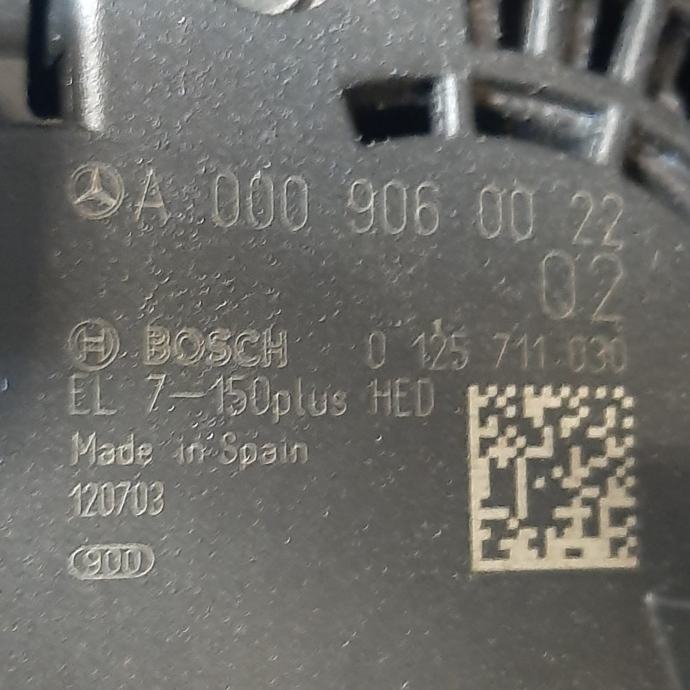 A 000 906 00 22
02
BOSCH 0 125 711 030
EL 7-150plus HED
Made in Spain
120703
900